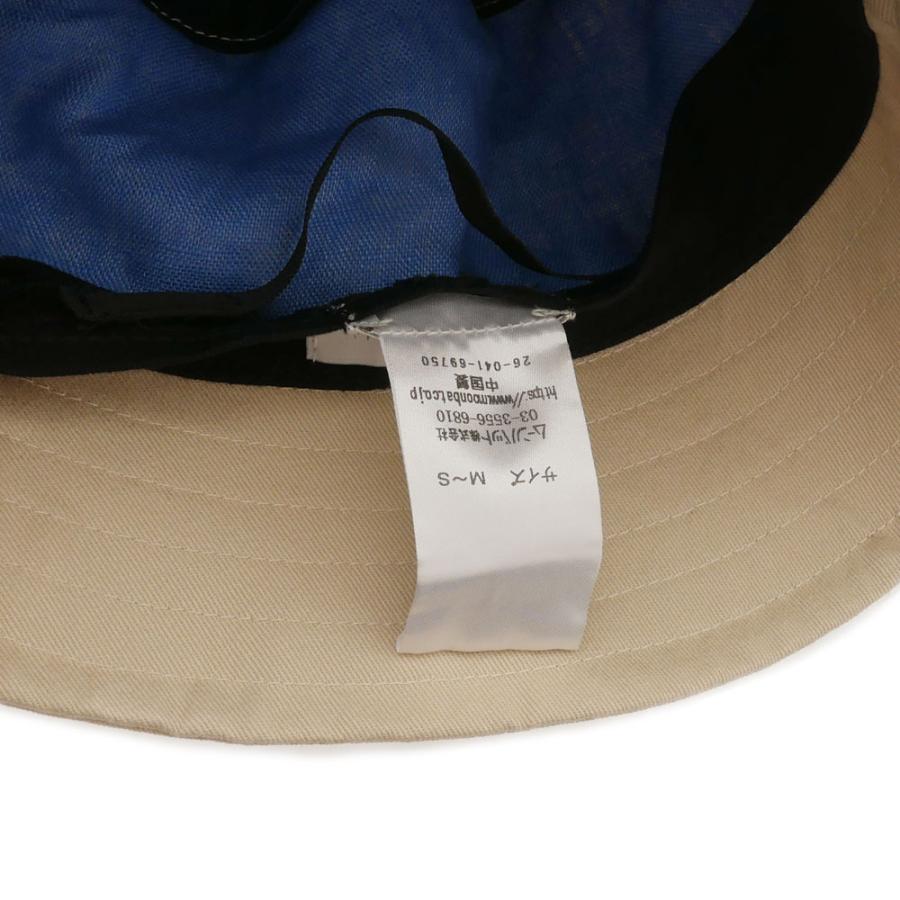 サイズ　M～S
ムーンバット株式会社
03-3556-6810
https://www.moonbat.co.jp
中国製
26-041-69750